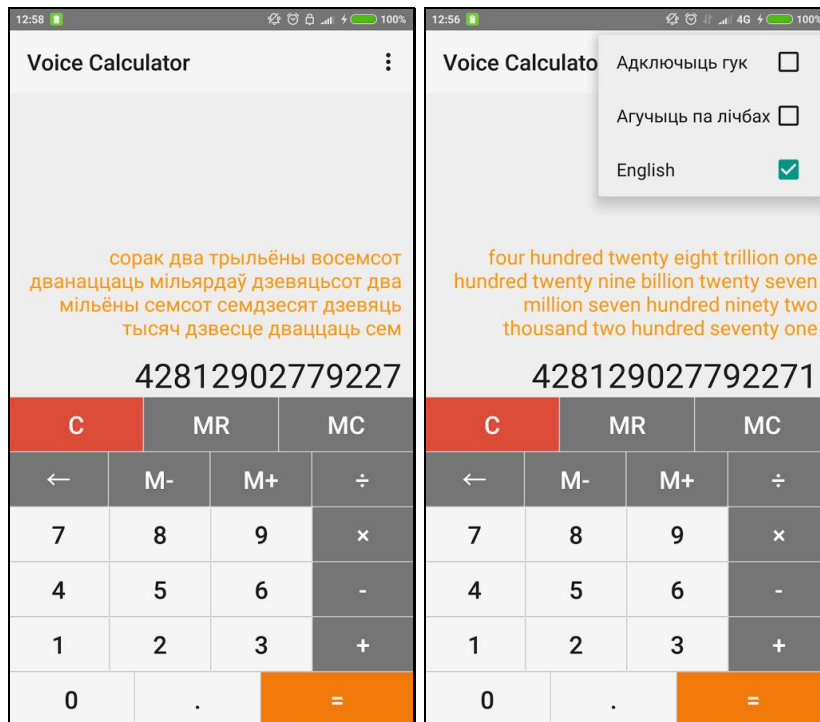 12:58 100%
Voice Calculator
сорак два трыльёны восемсот
дванаццаць мільярдаў дзевяцьсот два
мільёны семсот семдзесят дзевяць
тысяч дзвесце дваццаць сем
42812902779227
C MR MC
← M- M+ ÷
7 8 9 ×
4 5 6 -
1 2 3 +
0 . =
12:56 4G 100%
Voice Calculato
Адключыць гук
Агучыць па лічбах
English
four hundred twenty eight trillion one
hundred twenty nine billion twenty seven
million seven hundred ninety two
thousand two hundred seventy one
428129027792271
C MR MC
← M- M+ ÷
7 8 9 ×
4 5 6 -
1 2 3 +
0 . =